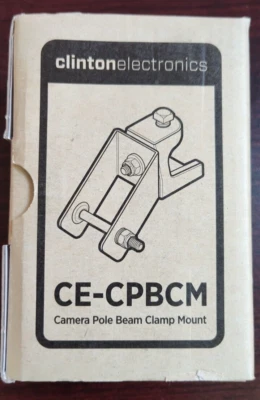 clintonelectronics
CE-CPBCM
Camera Pole Beam Clamp Mount